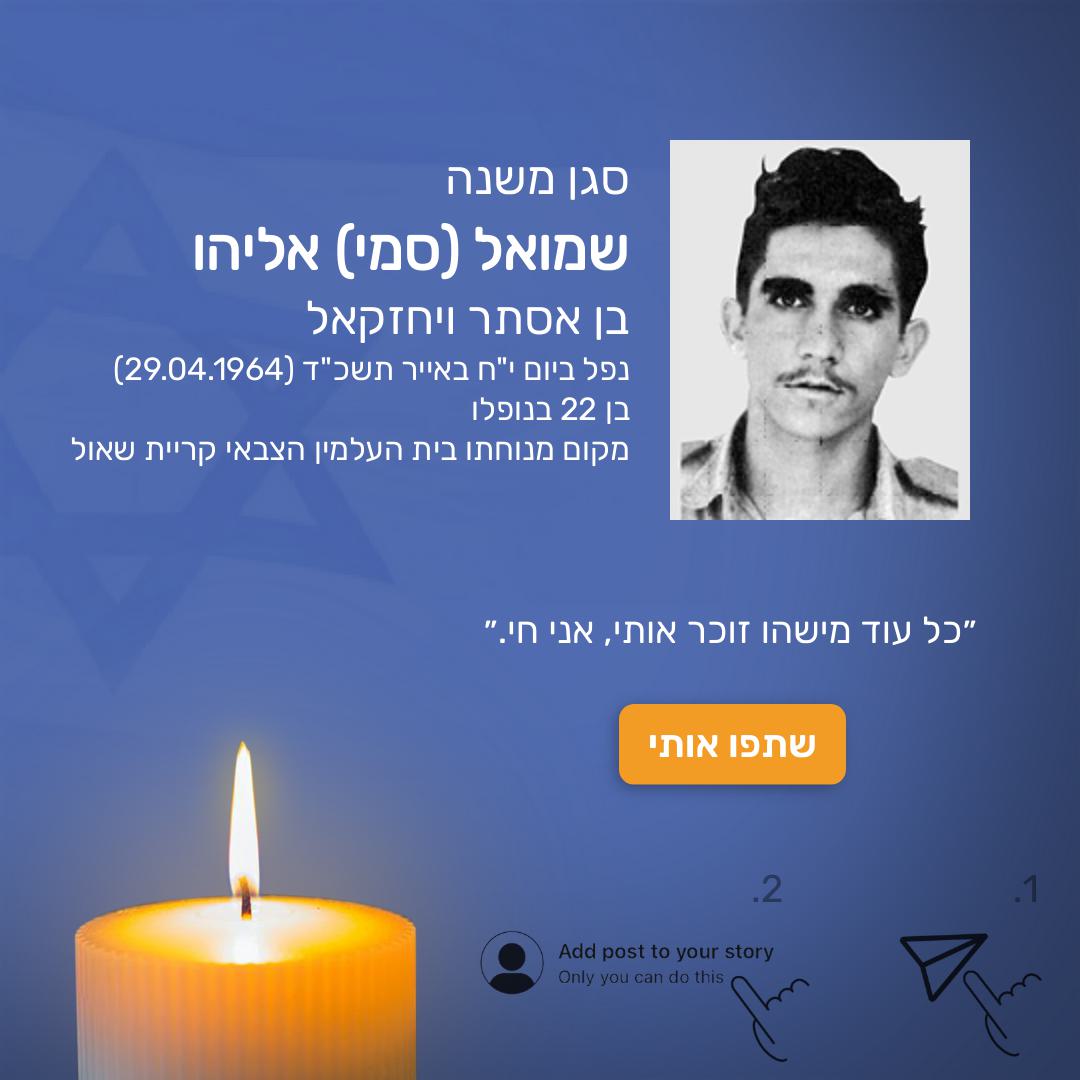 סגן משנה
שמואל (סמי) אליהו
בן אסתר ויחזקאל
נפל ביום י"ח באייר תשכ"ד (29.04.1964)
בן 22 בנופלו
מקום מנוחתו בית העלמין הצבאי קריית שאול
״כל עוד מישהו זוכר אותי, אני חי.״
שתפו אותי
1.
2.
Add post to your story
Only you can do this